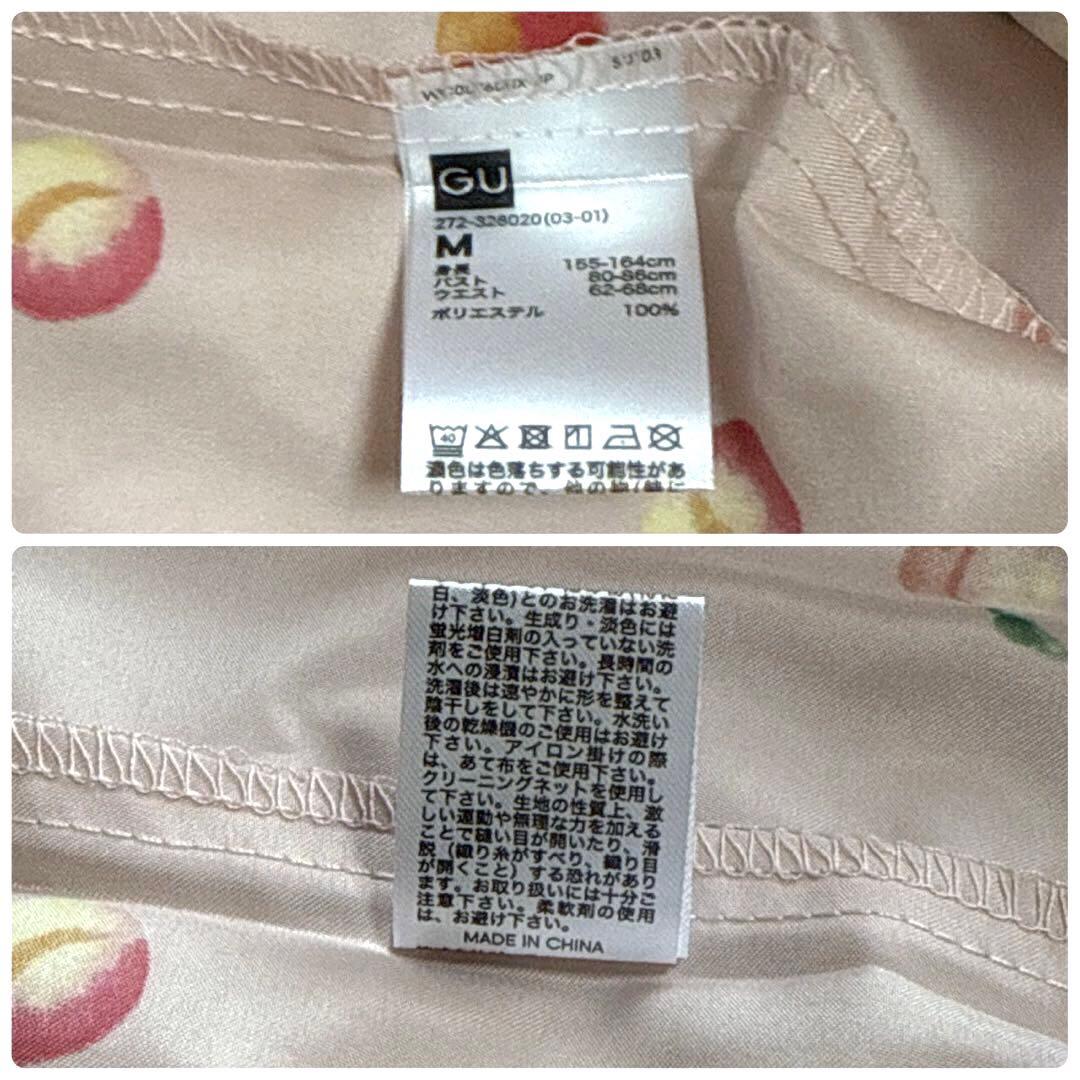 GU
272-326020(03-01)
M
身長 155-164cm
バスト 80-86cm
ウエスト 62-68cm
ポリエステル 100%
40
濃色は色落ちする可能性があ
りますので、他の物(特に
白、淡色)とのお洗濯はお避
け下さい。生成り・淡色には
蛍光増白剤の入っていない洗
剤をご使用下さい。長時間の
水への浸漬はお避け下さい。
洗濯後は速やかに形を整えて
陰干しをして下さい。水洗い
後の乾燥機のご使用はお避け
下さい。アイロン掛けの際
は、あて布をご使用下さい。
クリーニングネットを使用し
て下さい。生地の性質上、激
しい運動や無理な力を加える
ことで縫い目が開いたり、滑
脱(織り糸がすべり、織り目
が開くこと)する恐れがあり
ます。お取り扱いには十分ご
注意下さい。柔軟剤の使用
は、お避け下さい。
MADE IN CHINA